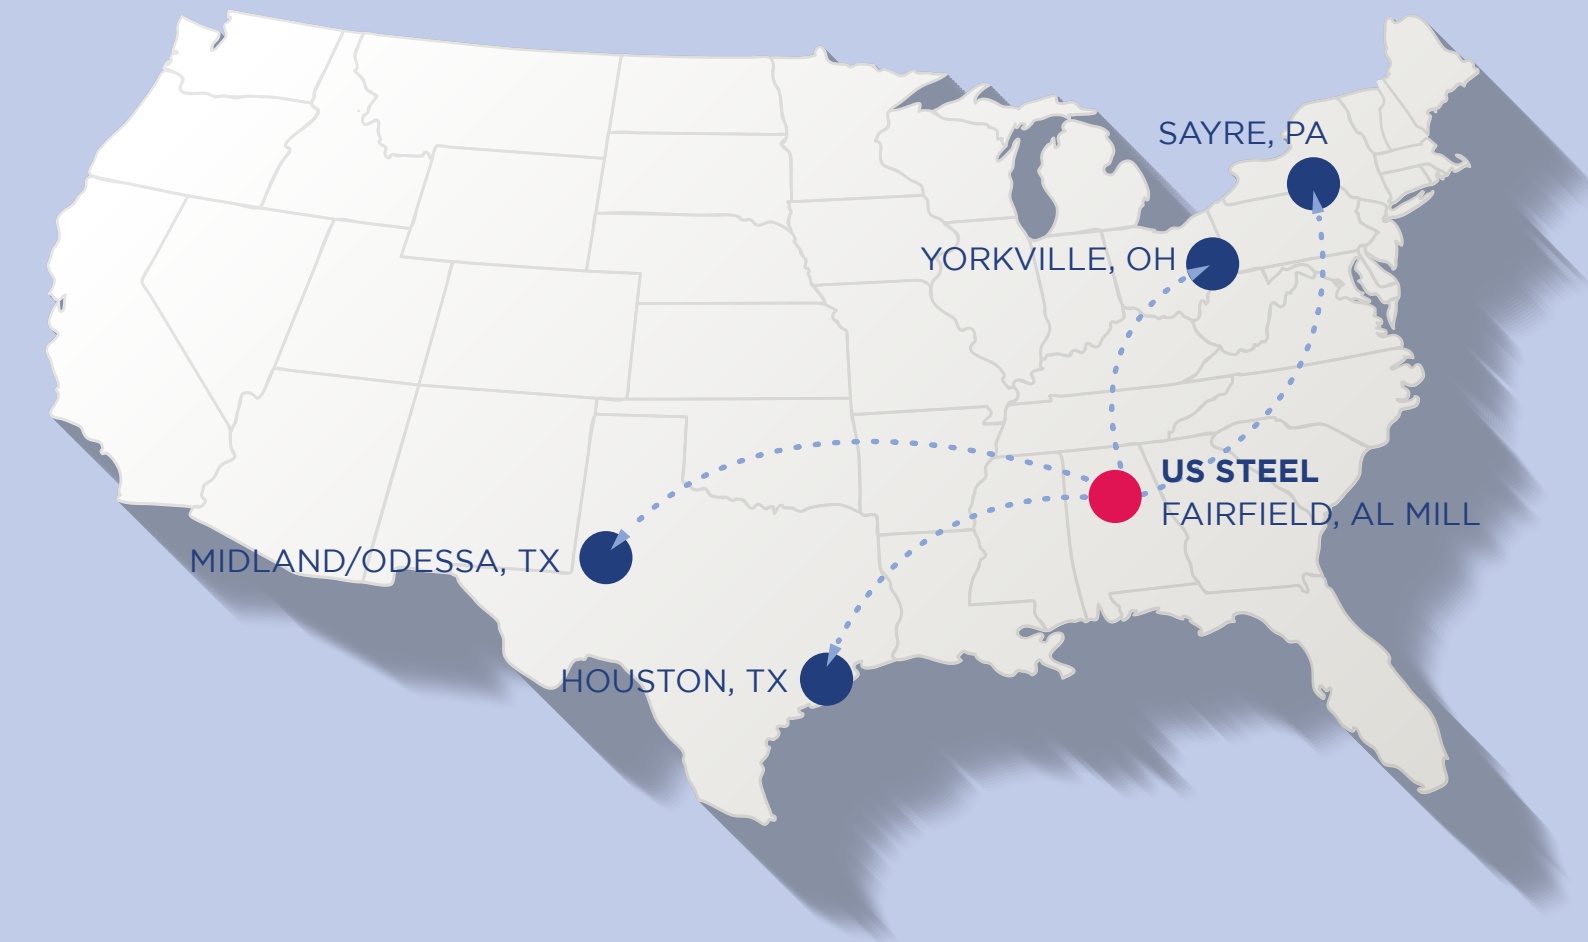 SAYRE, PA
YORKVILLE, OH
US STEEL
FAIRFIELD, AL MILL
MIDLAND/ODESSA, TX
HOUSTON, TX